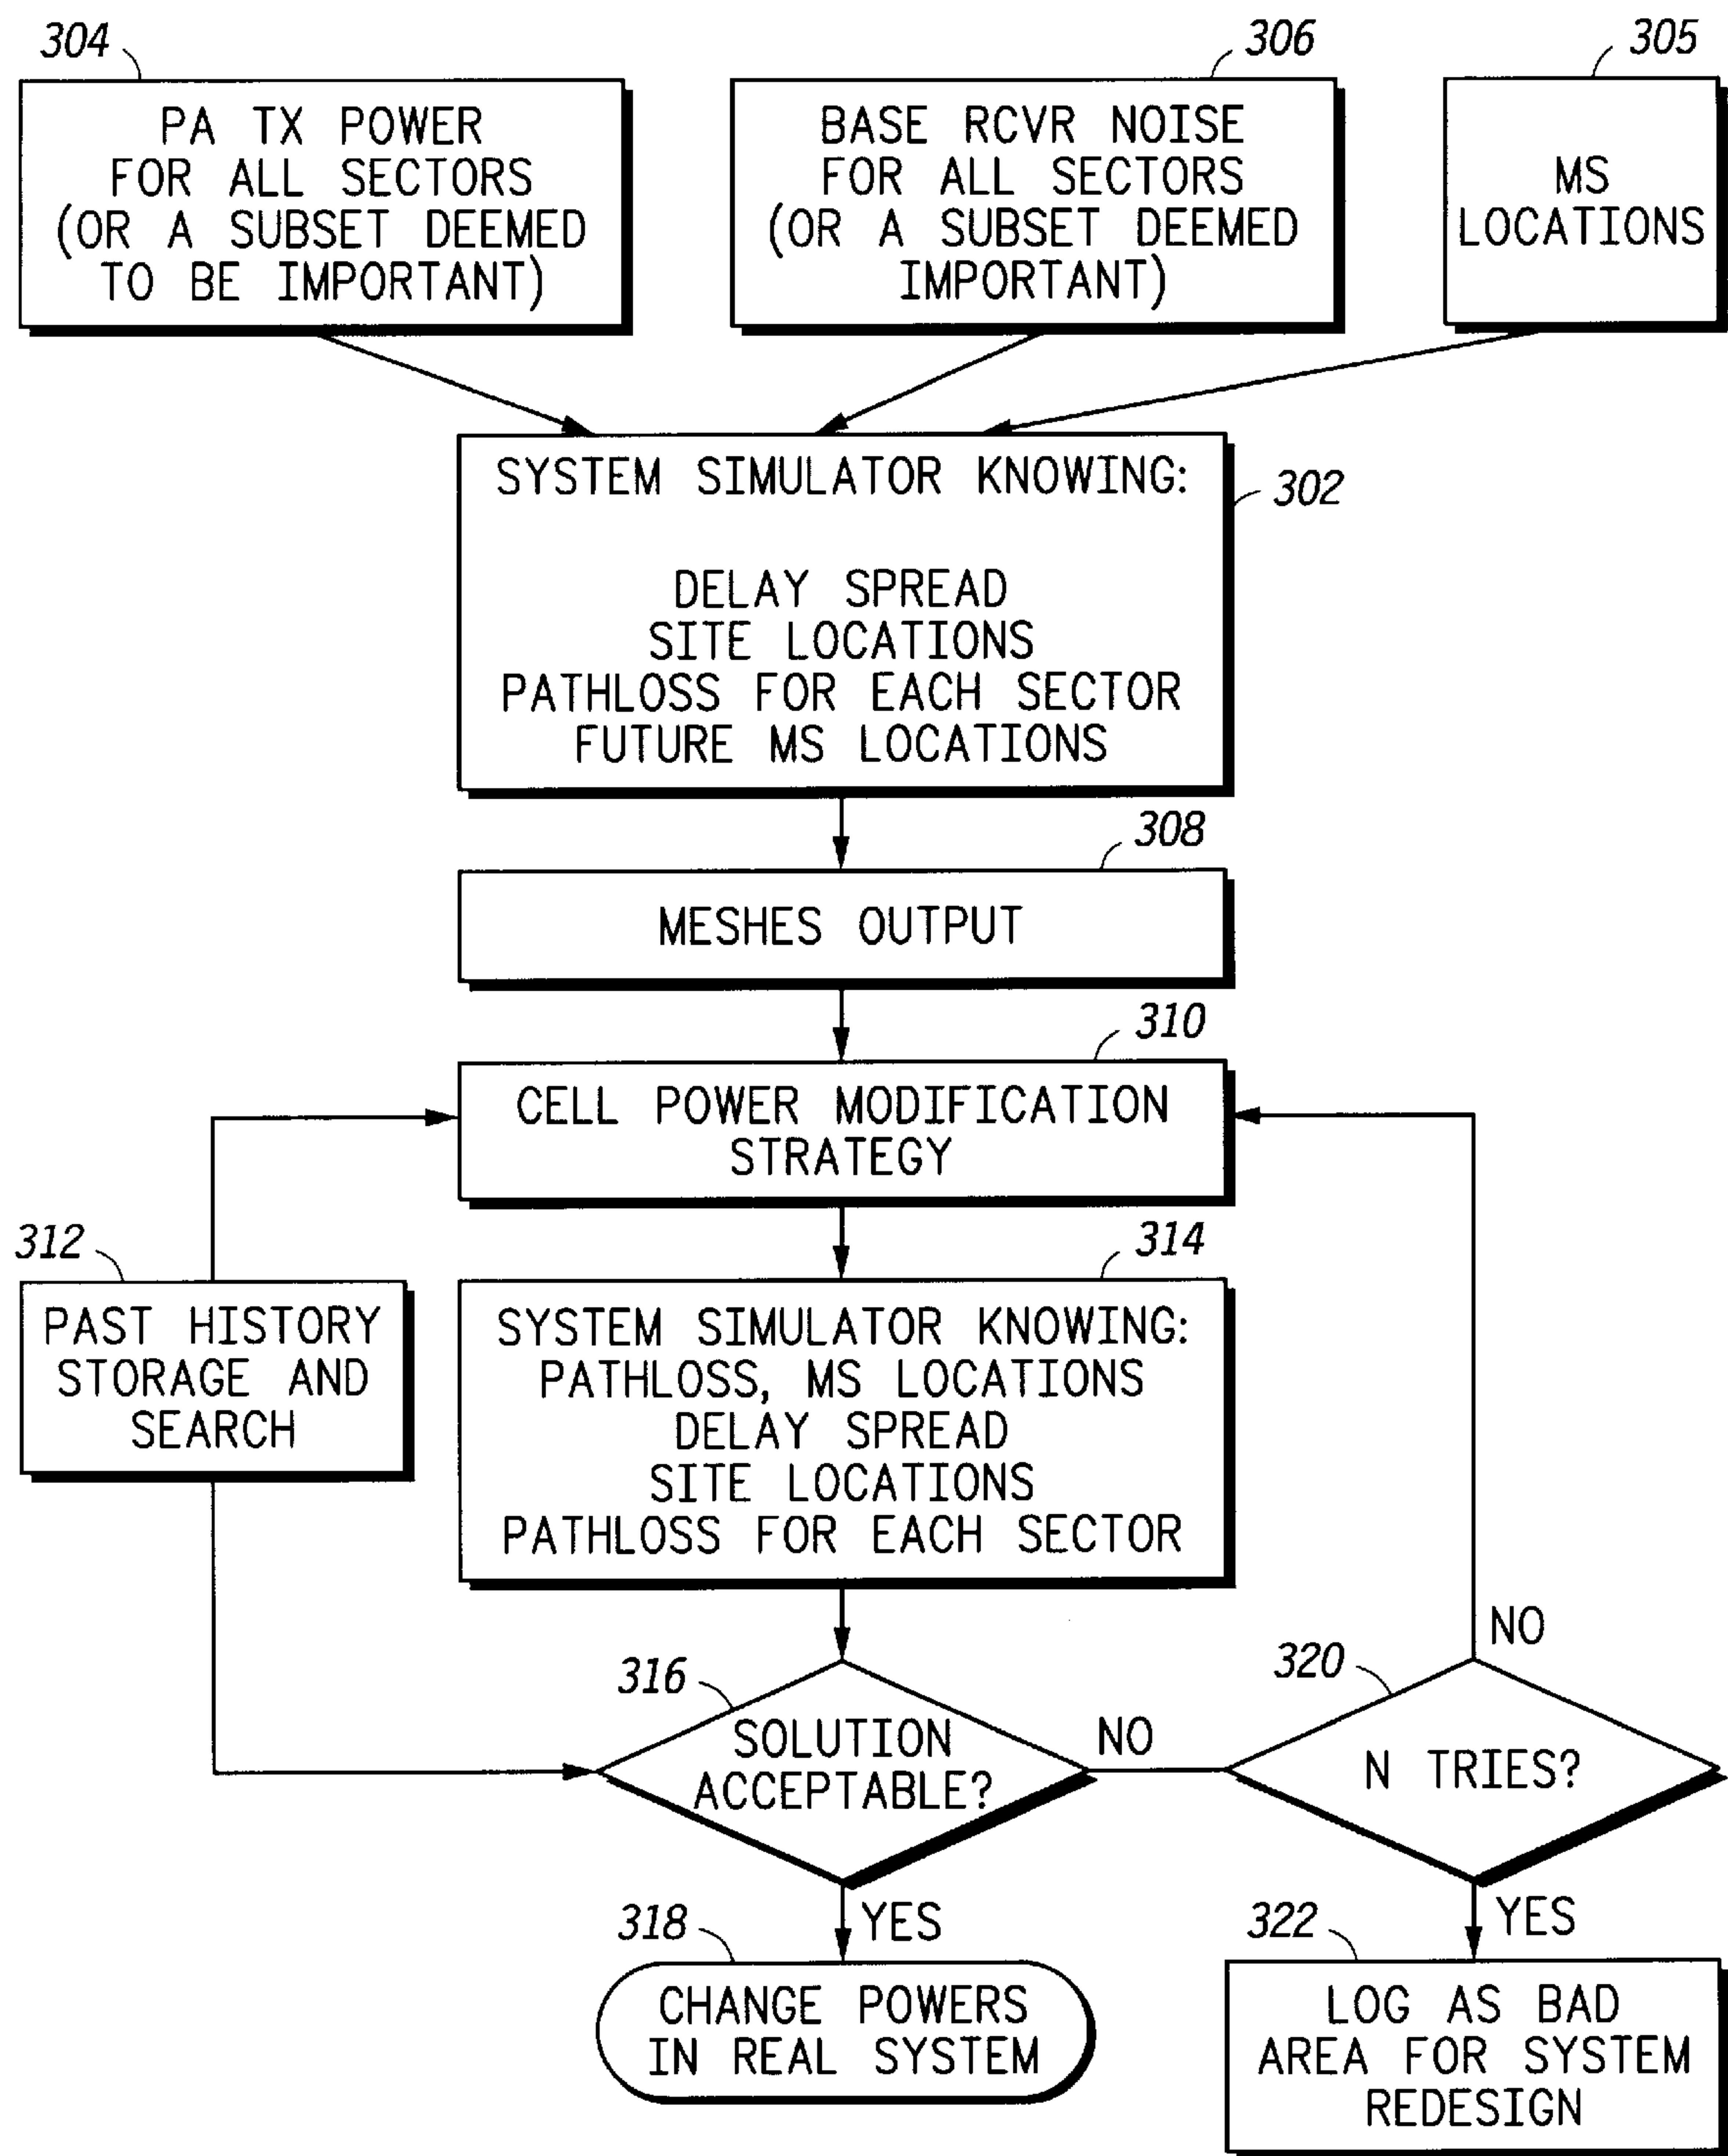 304
PA TX POWER
FOR ALL SECTORS
(OR A SUBSET DEEMED
TO BE IMPORTANT)
306
BASE RCVR NOISE
FOR ALL SECTORS
(OR A SUBSET DEEMED
IMPORTANT)
305
MS
LOCATIONS
302
SYSTEM SIMULATOR KNOWING:
DELAY SPREAD
SITE LOCATIONS
PATHLOSS FOR EACH SECTOR
FUTURE MS LOCATIONS
308
MESHES OUTPUT
310
CELL POWER MODIFICATION
STRATEGY
312
PAST HISTORY
STORAGE AND
SEARCH
314
SYSTEM SIMULATOR KNOWING:
PATHLOSS, MS LOCATIONS
DELAY SPREAD
SITE LOCATIONS
PATHLOSS FOR EACH SECTOR
316
SOLUTION
ACCEPTABLE?
NO
320
N TRIES?
NO
YES
318
CHANGE POWERS
IN REAL SYSTEM
YES
322
LOG AS BAD
AREA FOR SYSTEM
REDESIGN